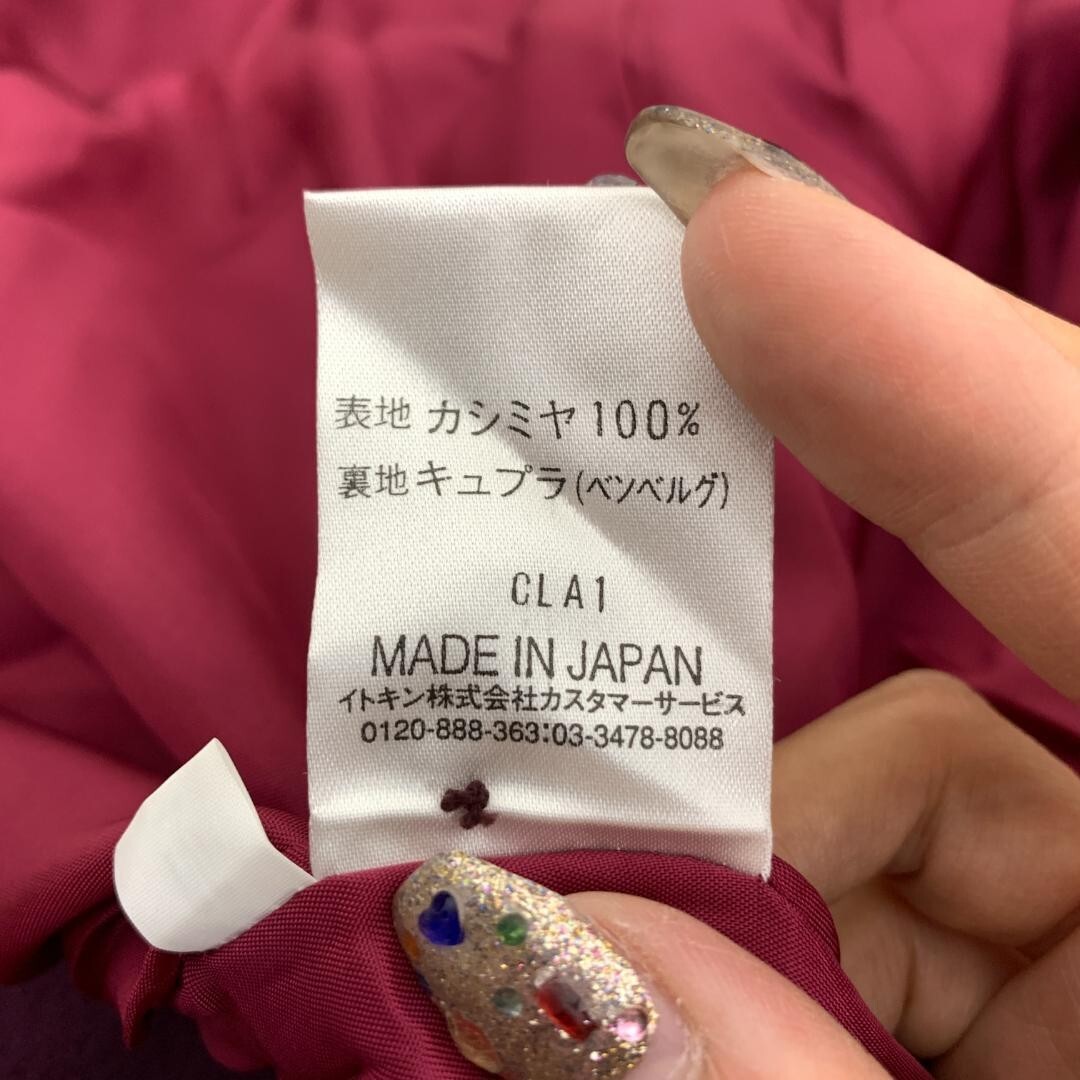 表地 カシミヤ100%
裏地キュプラ(ベンベルグ)
CLA1
MADE IN JAPAN
イトキン株式会社カスタマーサービス
0120-888-363:03-3478-8088